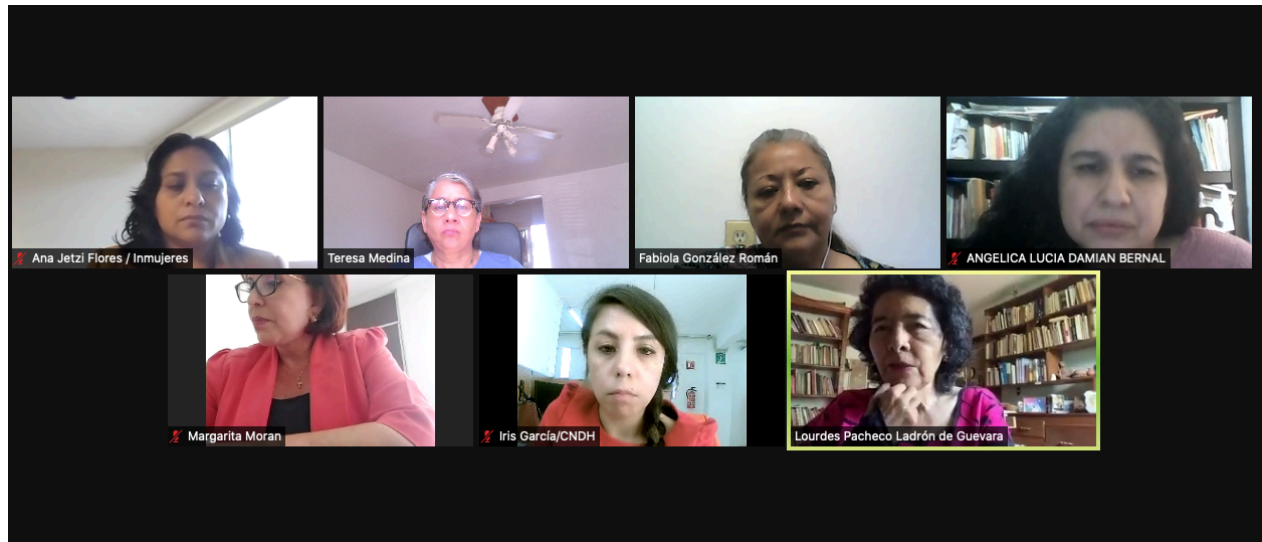 Ana Jetzi Flores / Inmujeres
Teresa Medina
Fabiola González Román
ANGELICA LUCIA DAMIAN BERNAL
Margarita Moran
Iris García/CNDH
Lourdes Pacheco Ladrón de Guevara